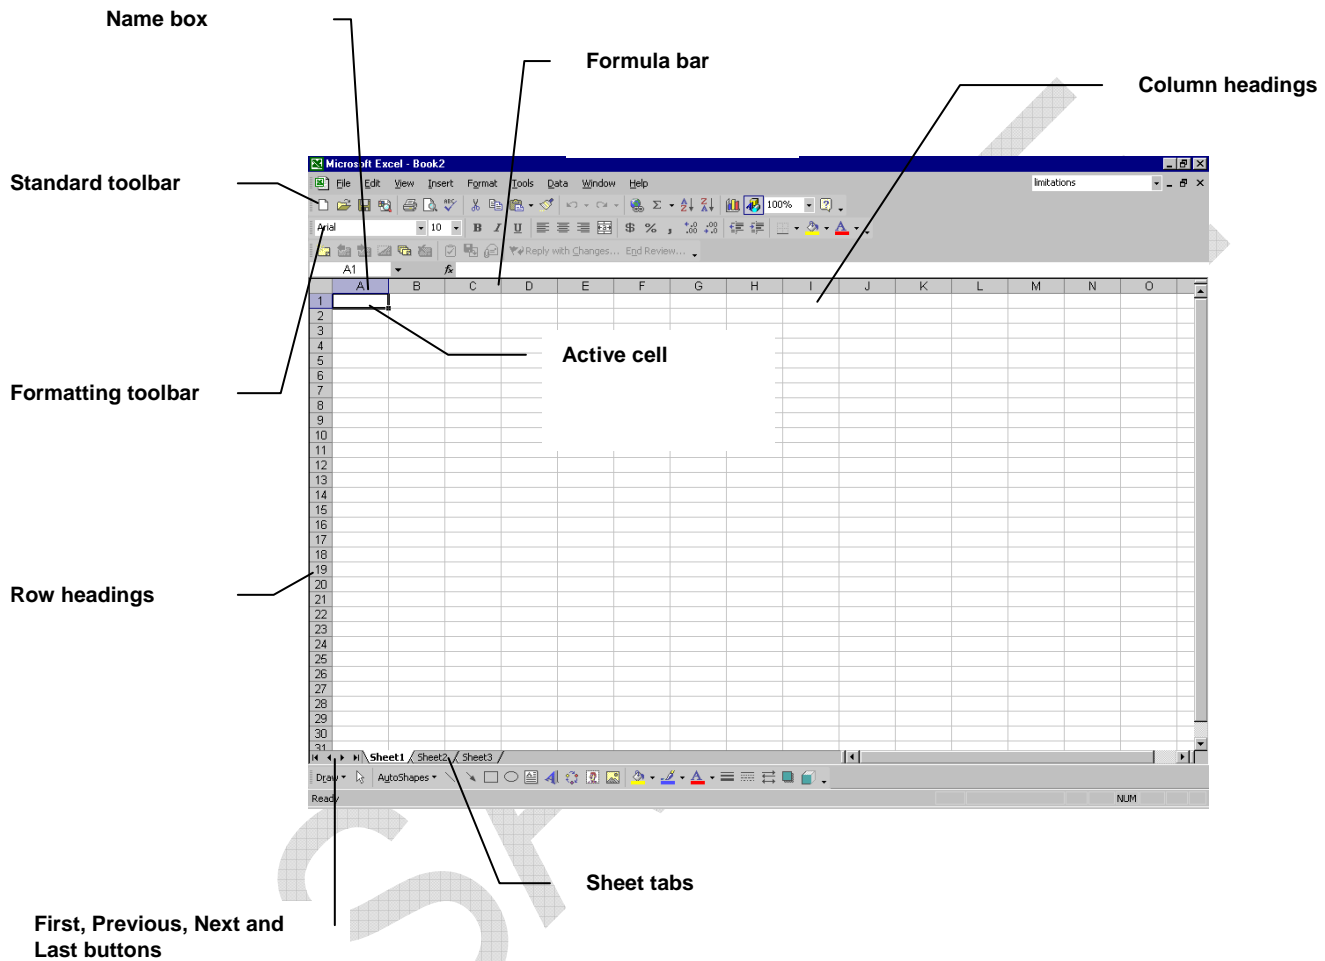 Name box
Formula bar
Column headings
Microsoft Excel - Book2
Standard toolbar
File Edit View Insert Format Tools Data Window Help limitations
100%
Arial 10 B I U $ % ,
Reply with Changes... End Review...
A1 fx
A B C D E F G H I J K L M N O
1
2
3
4
Active cell
5
6
7
Formatting toolbar
8
9
10
11
12
13
14
15
16
17
18
19
20
Row headings
21
22
23
24
25
26
27
28
29
30
31
Sheet1 Sheet2 Sheet3
Draw AutoShapes
Ready NUM
Sheet tabs
First, Previous, Next and
Last buttons